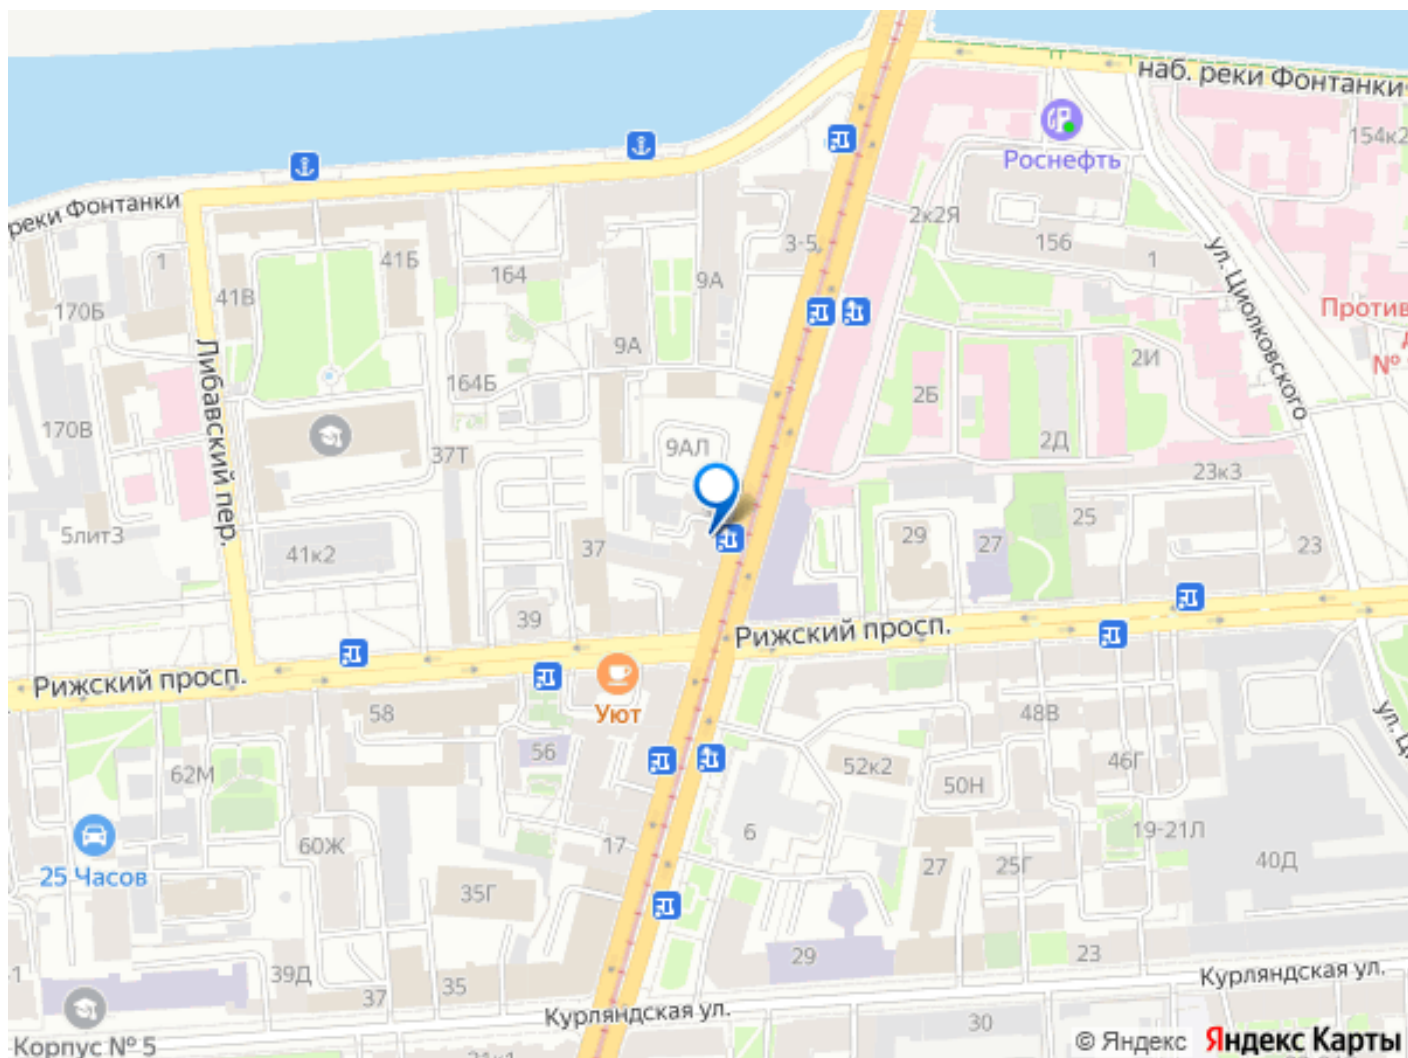 наб. реки Фонтанки
154к2
Роснефть
реки Фонтанки
2к2Я
3-5
156
1
ул. Циолковского
1
41Б
164
9А
41В
170Б
Против
№
9А
2И
Либавский пер.
164Б
2Б
170В
37Т
9АЛ
2Д
23к3
25
5литЗ
41к2
37
29
27
23
39
Рижский просп.
Рижский просп.
Уют
58
48В
56
62М
52к2
50Н
46Г
6
19-21Л
60Ж
17
25 Часов
27
25Г
40Д
35Г
29
23
39Д
35
37
Курляндская ул.
Курляндская ул.
30
Корпус № 5
© Яндекс Яндекс Карты